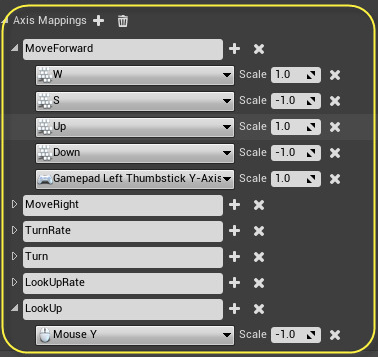 Axis Mappings
MoveForward
W Scale 1.0
S Scale -1.0
Up Scale 1.0
Down Scale -1.0
Gamepad Left Thumbstick Y-Axis Scale 1.0
MoveRight
TurnRate
Turn
LookUpRate
LookUp
Mouse Y Scale -1.0